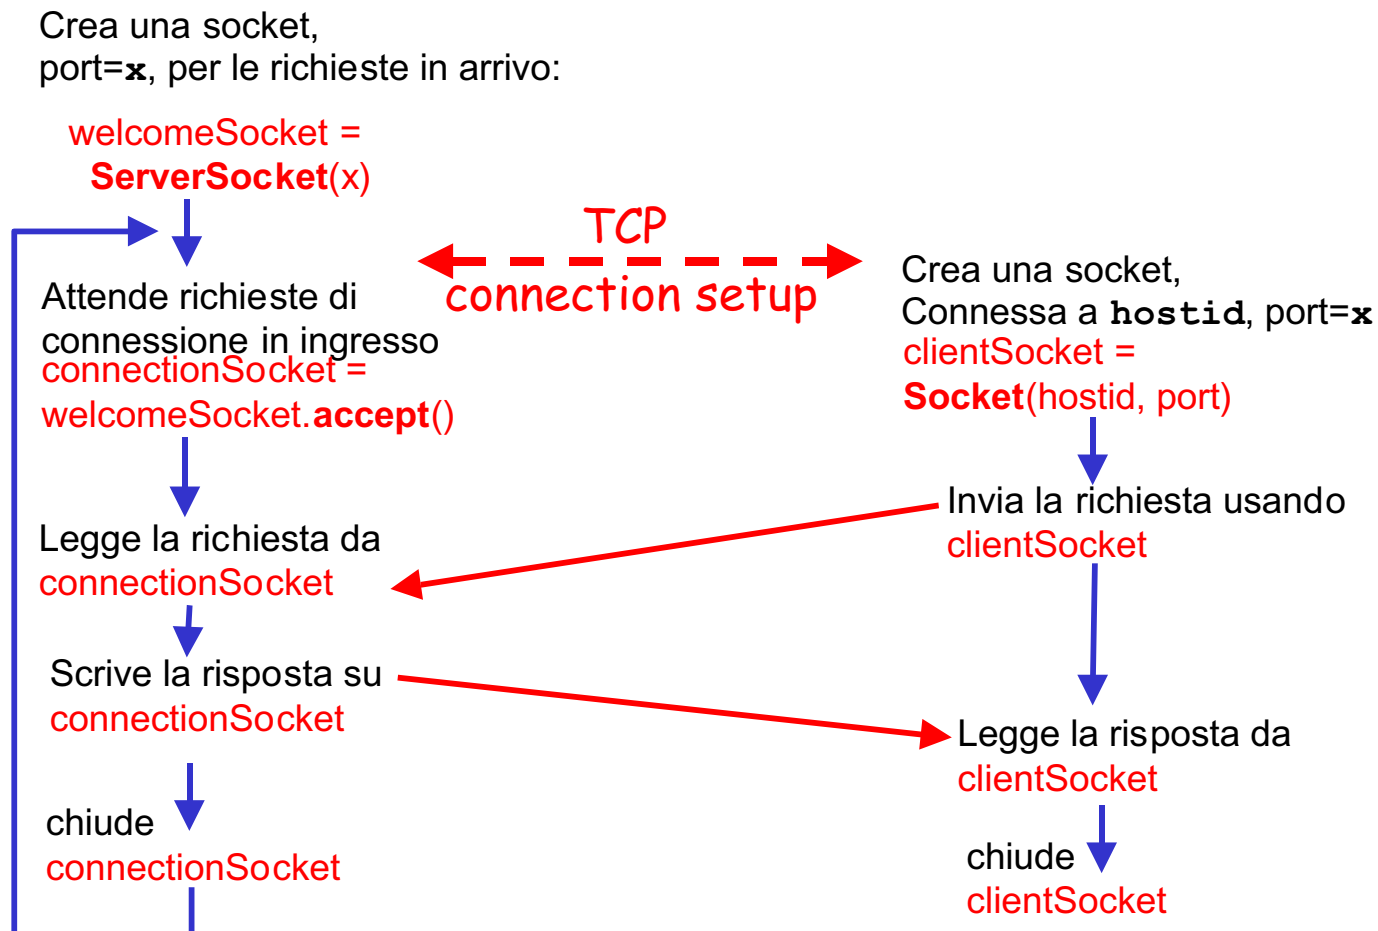 Crea una socket,
port=x, per le richieste in arrivo:
welcomeSocket =
ServerSocket(x)
TCP
connection setup
Attende richieste di
connessione in ingresso
connectionSocket =
welcomeSocket.accept()
Crea una socket,
Connessa a hostid, port=x
clientSocket =
Socket(hostid, port)
Invia la richiesta usando
clientSocket
Legge la richiesta da
connectionSocket
Scrive la risposta su
connectionSocket
Legge la risposta da
clientSocket
chiude
connectionSocket
chiude
clientSocket